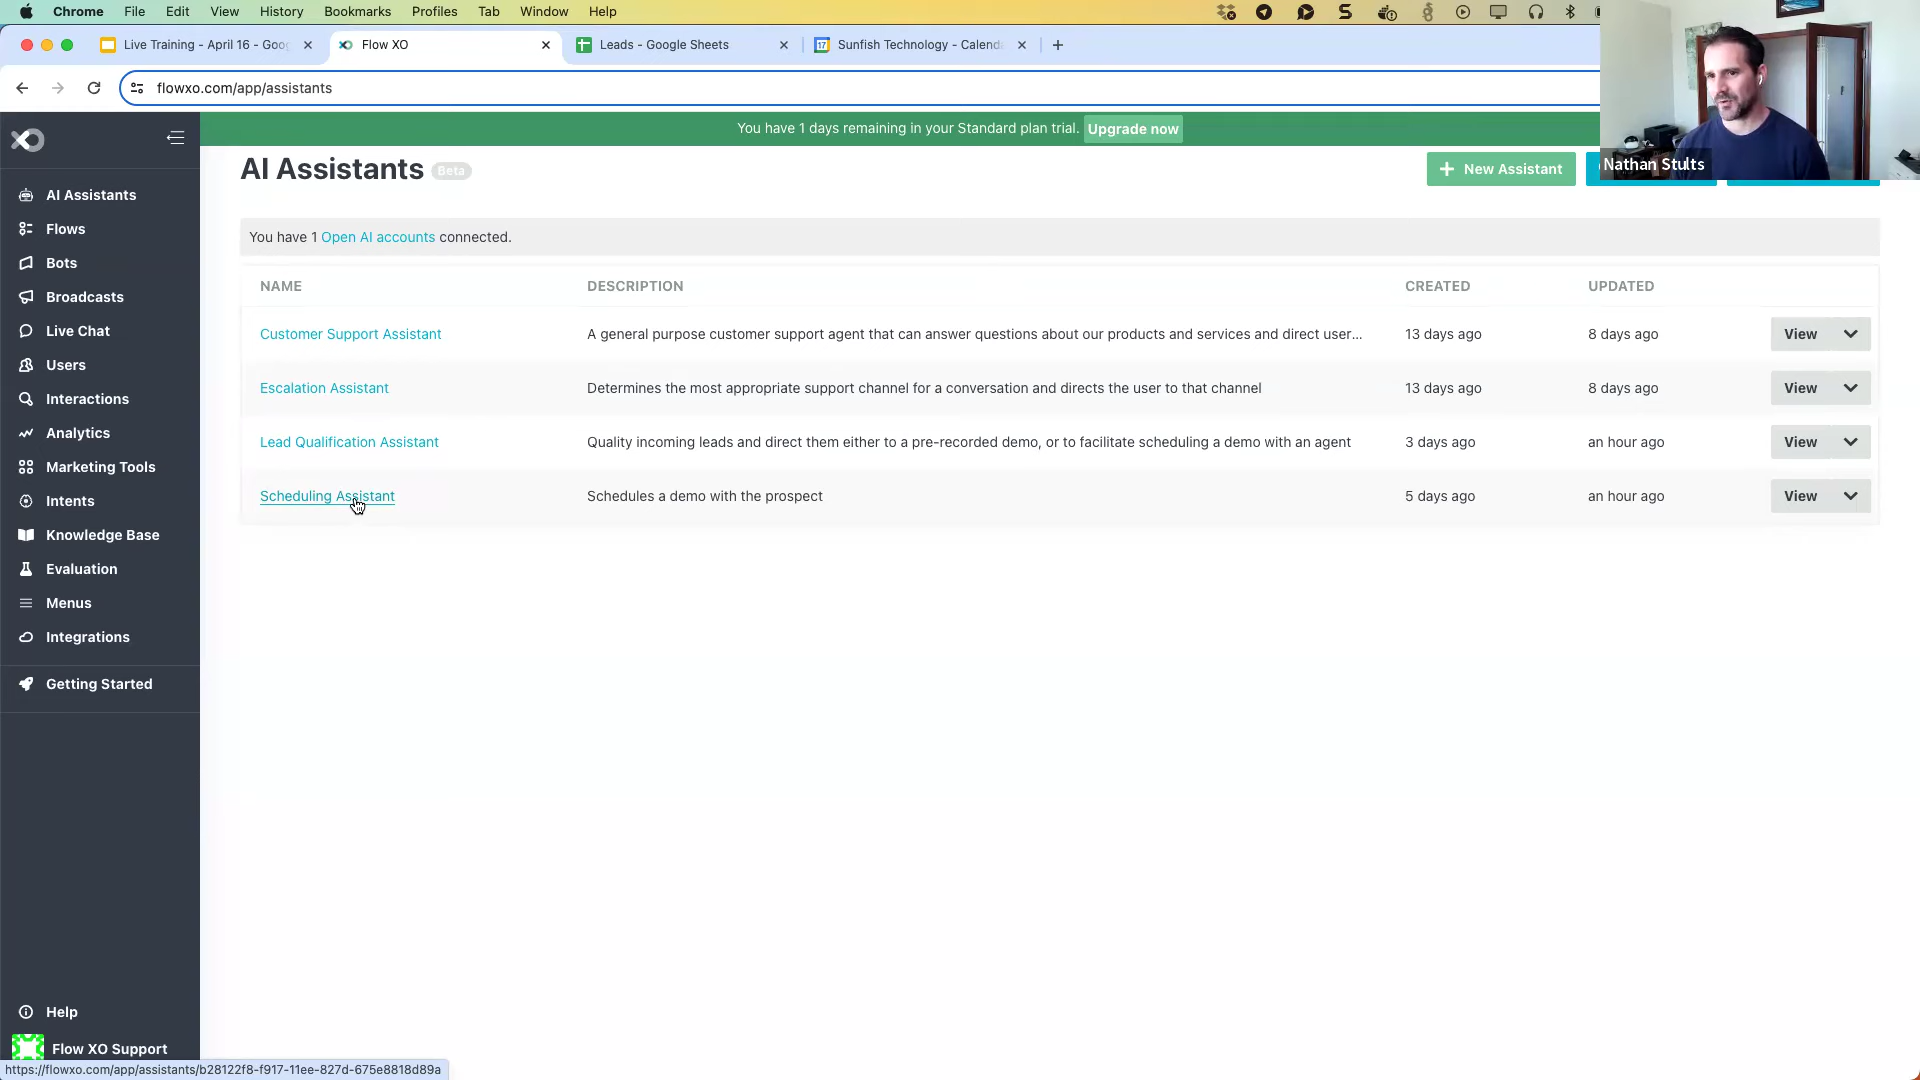 Chrome File Edit View History Bookmarks Profiles Tab Window Help
Live Training - April 16 - Goog
Flow XO
Leads - Google Sheets
17 Sunfish Technology - Calenda
flowxo.com/app/assistants
Nathan Stults
You have 1 days remaining in your Standard plan trial. Upgrade now
XO
AI Assistants Beta
New Assistant
AI Assistants
Flows
Bots
Broadcasts
Live Chat
Users
Interactions
Analytics
Marketing Tools
Intents
Knowledge Base
Evaluation
Menus
Integrations
Getting Started
You have 1 Open AI accounts connected.
NAME DESCRIPTION CREATED UPDATED
Customer Support Assistant A general purpose customer support agent that can answer questions about our products and services and direct user... 13 days ago 8 days ago View
Escalation Assistant Determines the most appropriate support channel for a conversation and directs the user to that channel 13 days ago 8 days ago View
Lead Qualification Assistant Quality incoming leads and direct them either to a pre-recorded demo, or to facilitate scheduling a demo with an agent 3 days ago an hour ago View
Scheduling Assistant Schedules a demo with the prospect 5 days ago an hour ago View
Help
Flow XO Support
https://flowxo.com/app/assistants/b28122f8-f917-11ee-827d-675e8818d89a